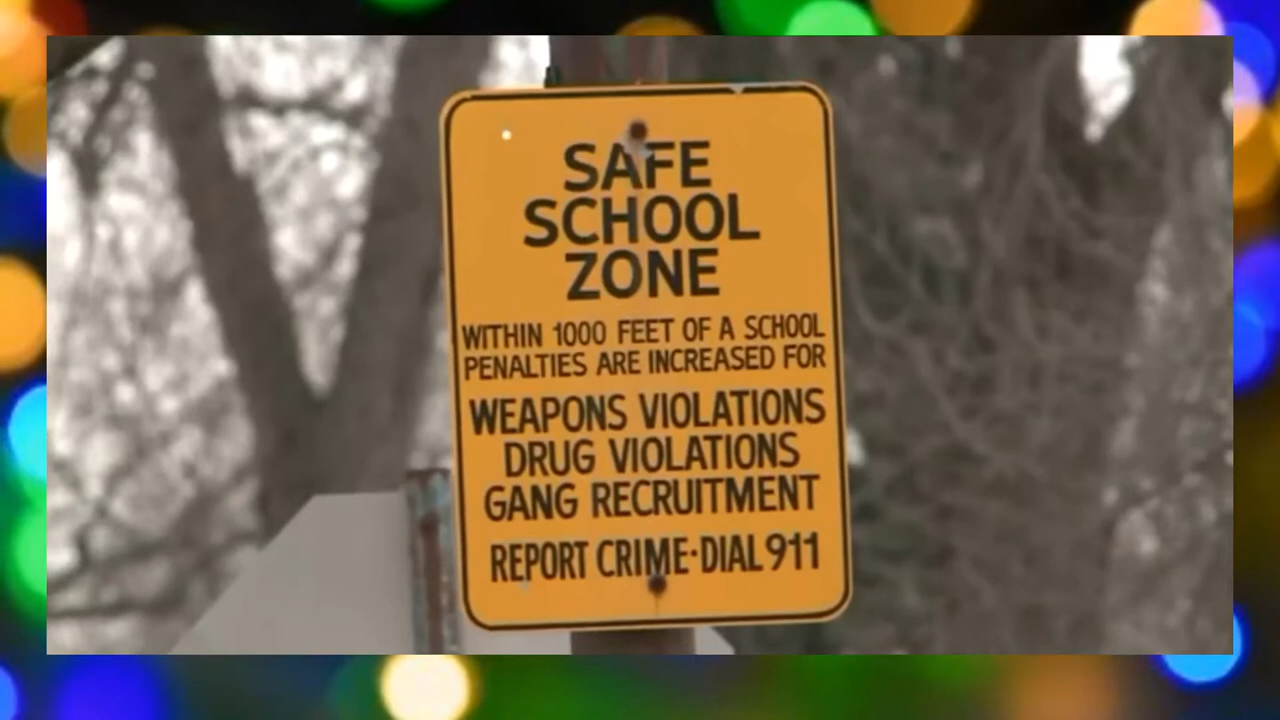 SAFE
SCHOOL
ZONE
WITHIN 1000 FEET OF A SCHOOL
PENALTIES ARE INCREASED FOR
WEAPONS VIOLATIONS
DRUG VIOLATIONS
GANG RECRUITMENT
REPORT CRIME·DIAL 911